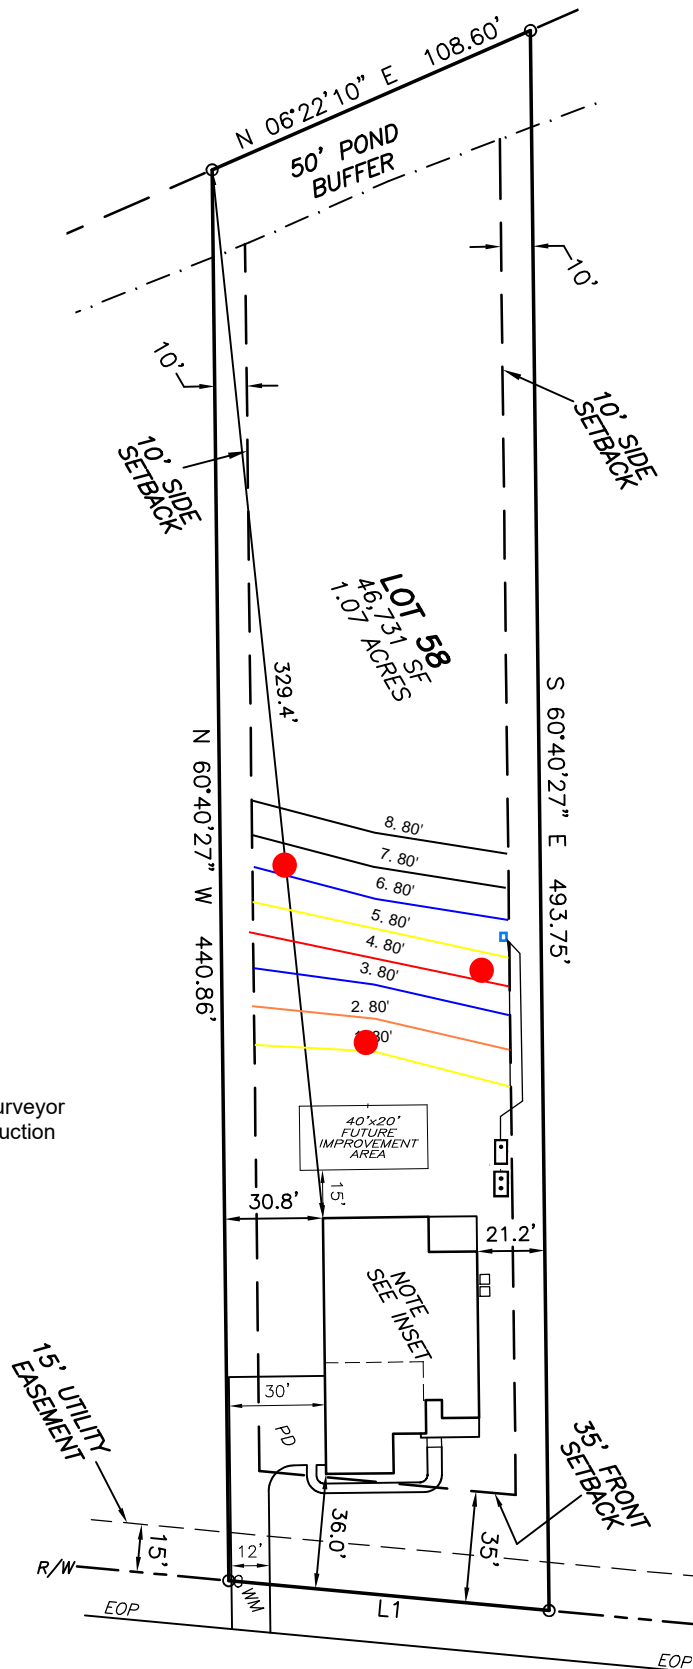 N 06°22'10" E 108.60'
50' POND
BUFFER
10'
10'
10' SIDE
SETBACK
10' SIDE
SETBACK
LOT 58
46,731 SF
1.07 ACRES
329.4'
N 60°40'27" W 440.86'
S 60°40'27" E 493.75'
8. 80'
7. 80'
6. 80'
5. 80'
4. 80'
3. 80'
2. 80'
80'
urveyor
uction
40'x20'
FUTURE
IMPROVEMENT
AREA
15'
30.8'
21.2'
NOTE
SEE INSET
15' UTILITY
EASEMENT
30'
PD
35' FRONT
SETBACK
36.0'
35'
15'
12'
R/W
WM
L1
EOP
EOP